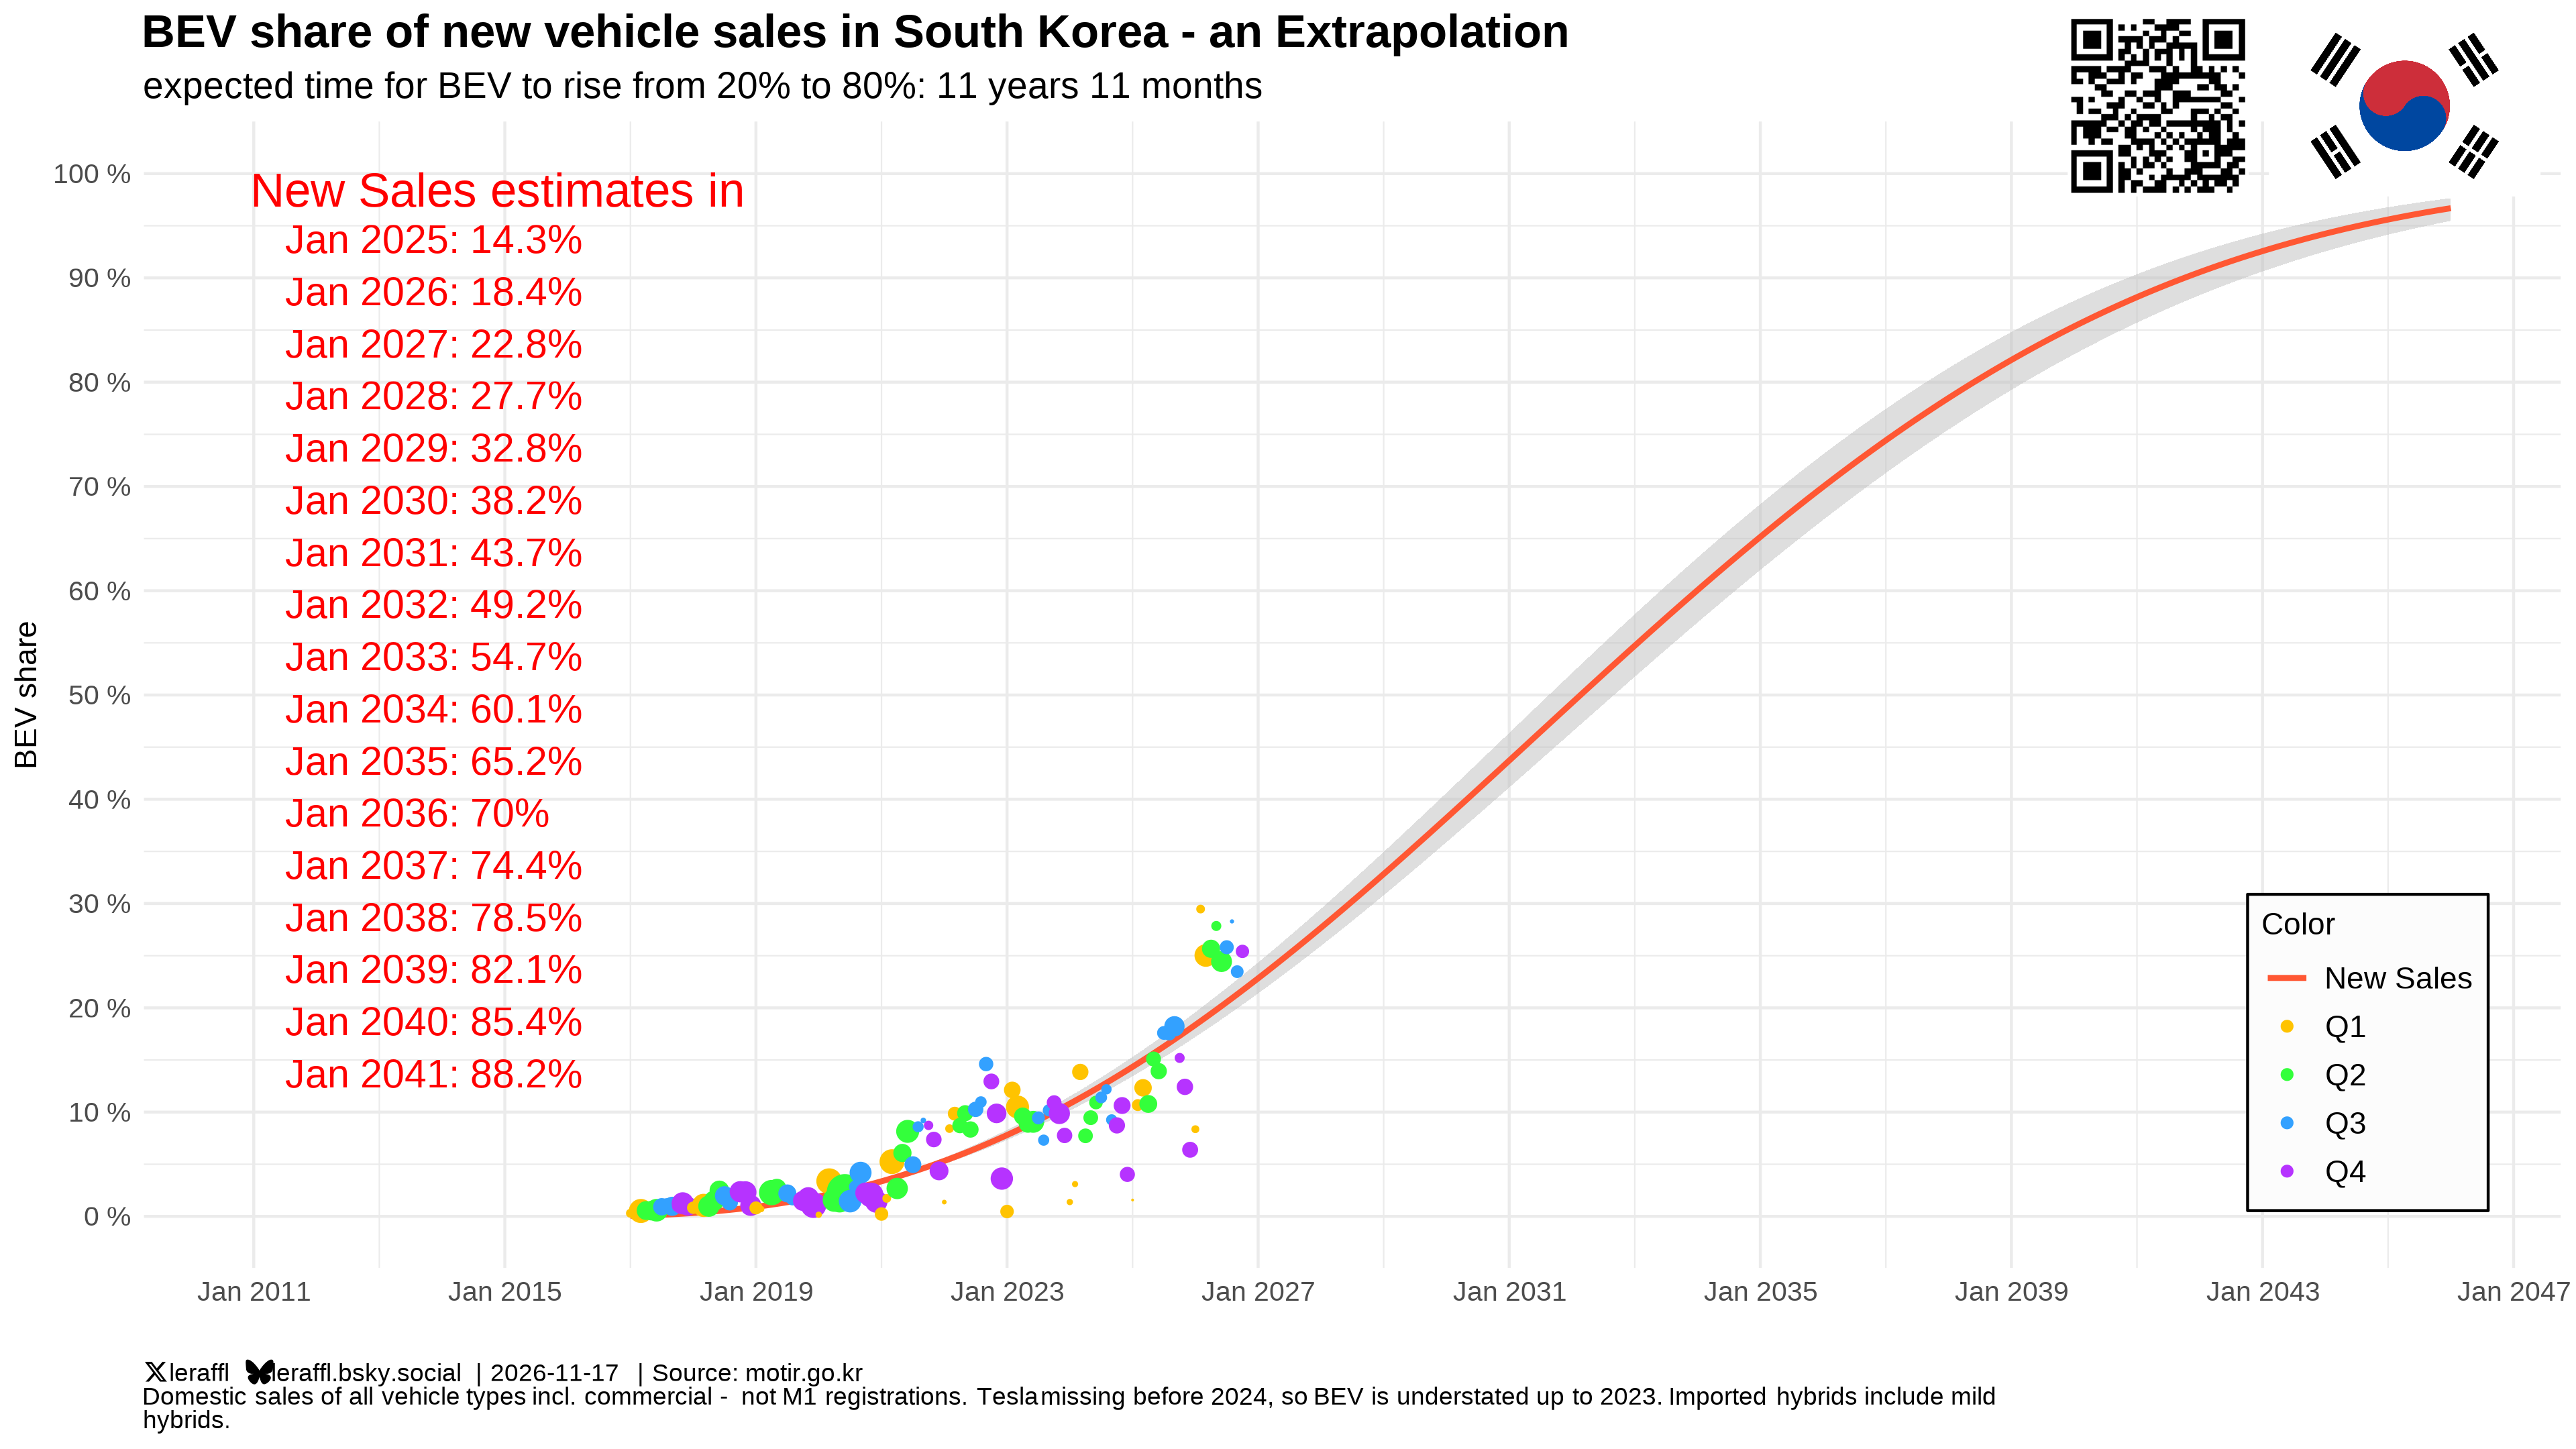 BEV share of new vehicle sales in South Korea - an Extrapolation
expected time for BEV to rise from 20% to 80%: 11 years 11 months
New Sales estimates in
Jan 2025: 14.3%
Jan 2026: 18.4%
Jan 2027: 22.8%
Jan 2028: 27.7%
Jan 2029: 32.8%
Jan 2030: 38.2%
Jan 2031: 43.7%
Jan 2032: 49.2%
Jan 2033: 54.7%
Jan 2034: 60.1%
Jan 2035: 65.2%
Jan 2036: 70%
Jan 2037: 74.4%
Jan 2038: 78.5%
Jan 2039: 82.1%
Jan 2040: 85.4%
Jan 2041: 88.2%
BEV share
100 %
90 %
80 %
70 %
60 %
50 %
40 %
30 %
20 %
10 %
0 %
Jan 2011
Jan 2015
Jan 2019
Jan 2023
Jan 2027
Jan 2031
Jan 2035
Jan 2039
Jan 2043
Jan 2047
Color
New Sales
Q1
Q2
Q3
Q4
leraffl leraffl.bsky.social | 2026-11-17 | Source: motir.go.kr
Domestic sales of all vehicle types incl. commercial - not M1 registrations. Tesla missing before 2024, so BEV is understated up to 2023. Imported hybrids include mild
hybrids.